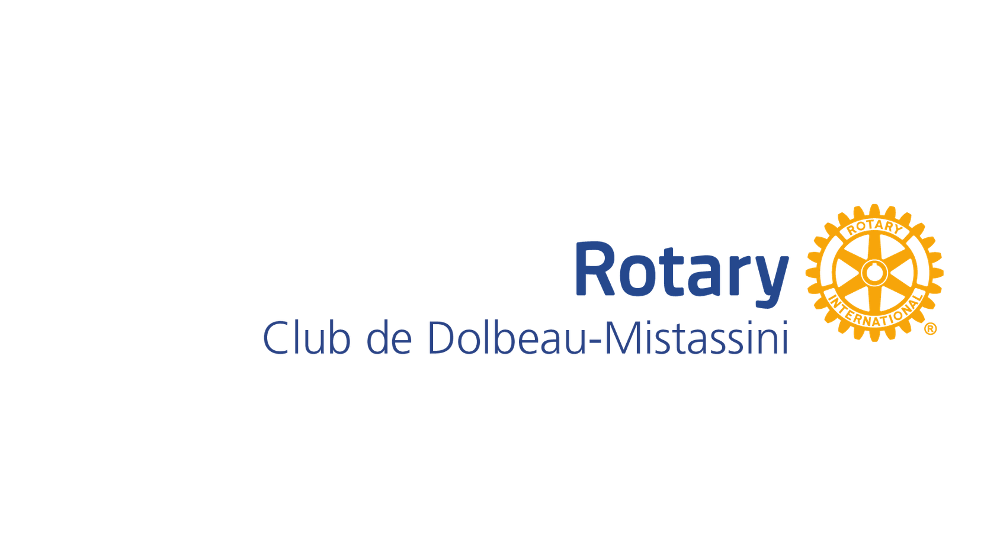 Rotary
Club de Dolbeau-Mistassini
ROTARY
INTERNATIONAL
®